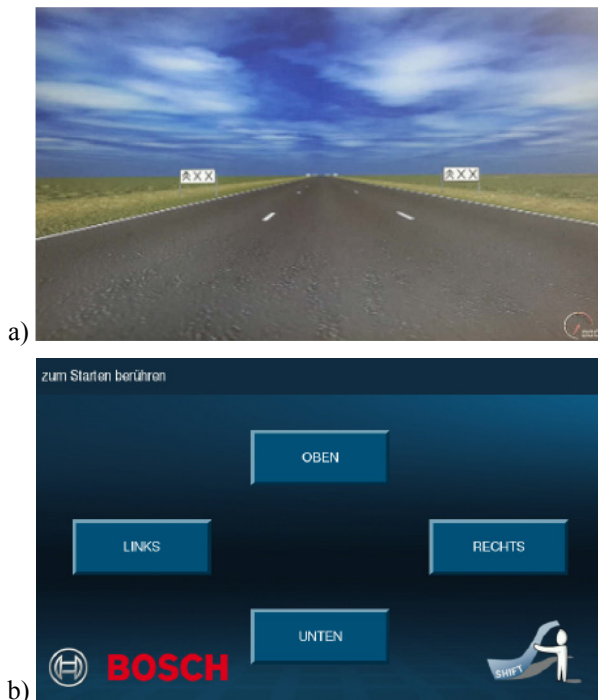 a)
zum Starten berühren
OBEN
LINKS RECHTS
UNTEN
BOSCH
SHIFT
b)